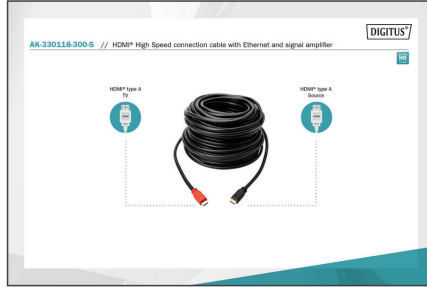 DIGITUS®
AK-330118-300-S // HDMI® High Speed connection cable with Ethernet and signal amplifier
HD
HDMI® type A
TV
HDMI® type A
Source